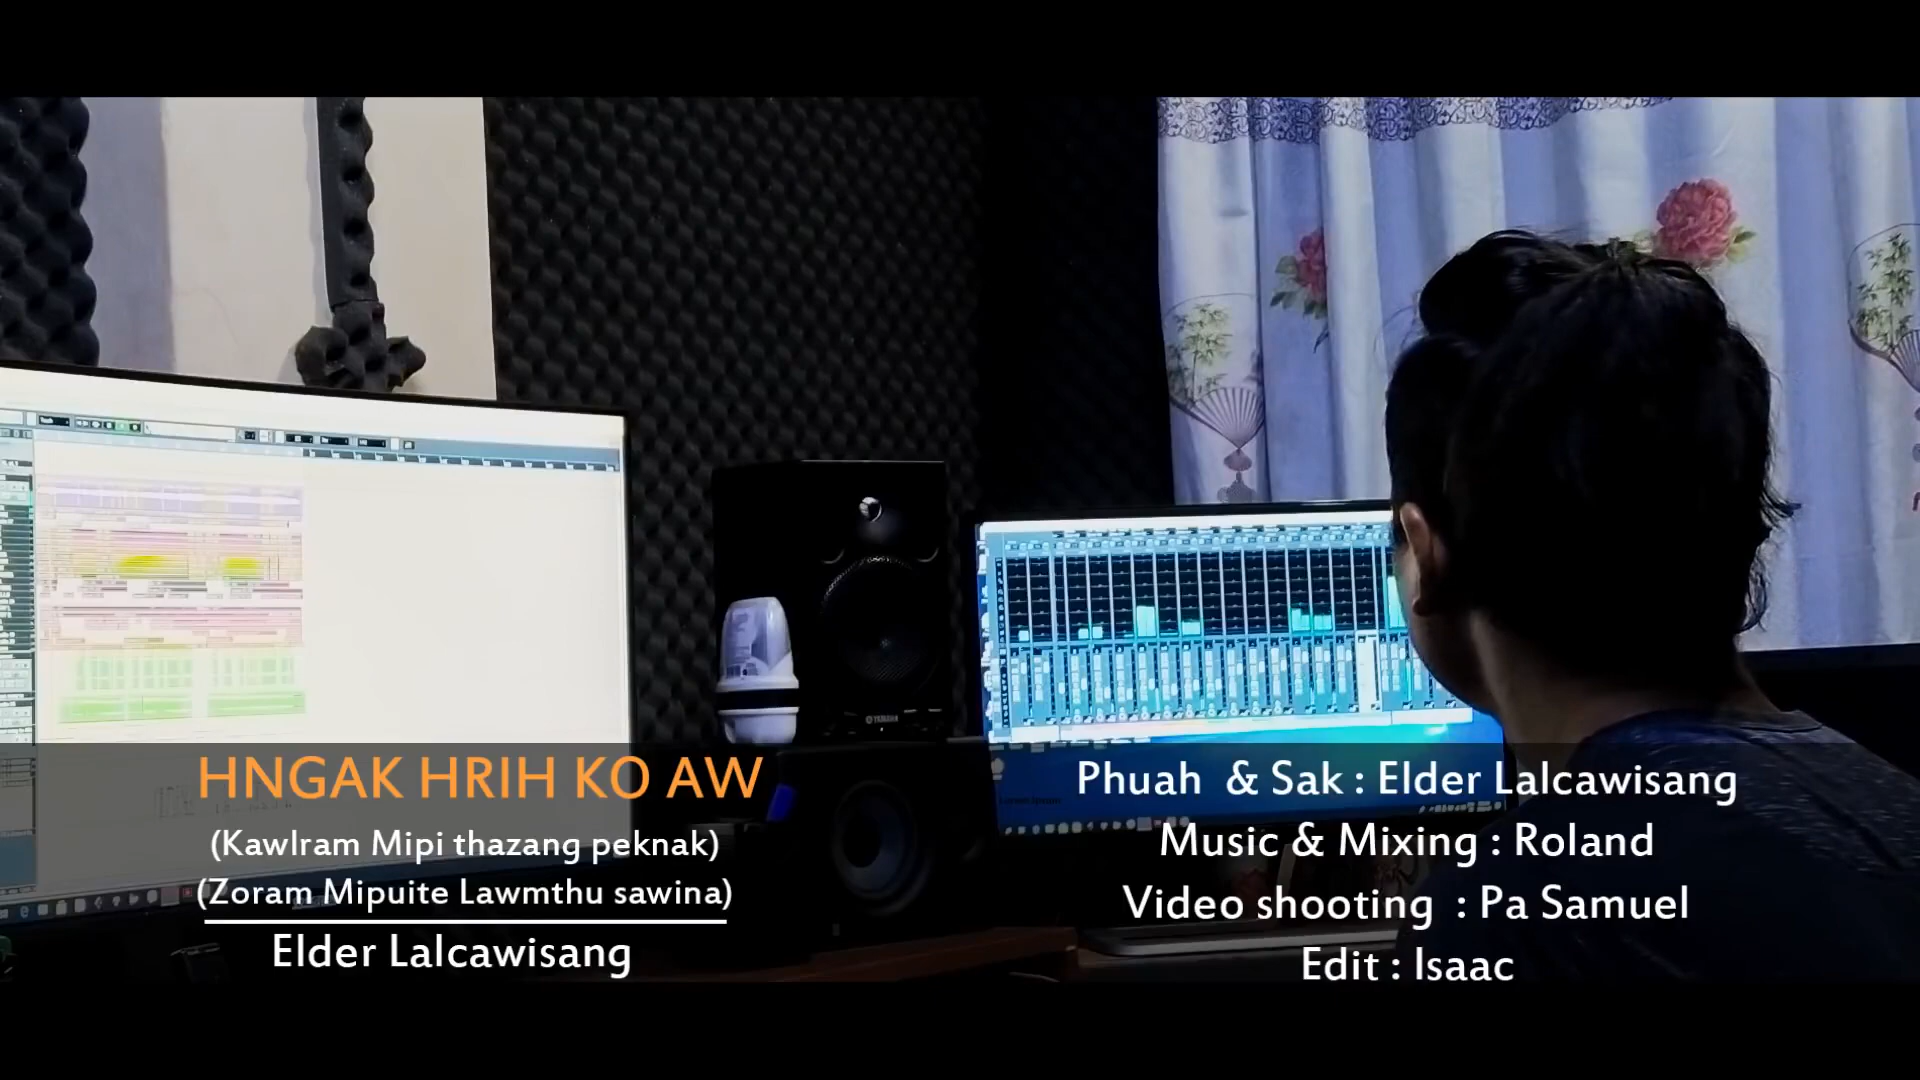 HNGAK HRIH KO AW
(Kawlram Mipi thazang peknak)
(Zoram Mipuite Lawmthu sawina)
Elder Lalcawisang
Phuah & Sak : Elder Lalcawisang
Music & Mixing : Roland
Video shooting : Pa Samuel
Edit : Isaac
YAMAHA